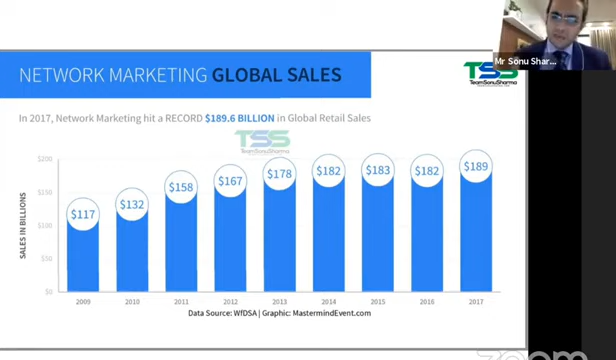 NETWORK MARKETING GLOBAL SALES
TSS
TeamSonuSharma
Mr Sonu Shar...
In 2017, Network Marketing hit a RECORD $189.6 BILLION in Global Retail Sales
TSS
TeamSonuSharma
SALES IN BILLIONS
$200
$150
$100
$50
$0
$117
$132
$158
$167
$178
$182
$183
$182
$189
2009
2010
2011
2012
2013
2014
2015
2016
2017
Data Source: WfDSA | Graphic: MastermindEvent.com
zoom